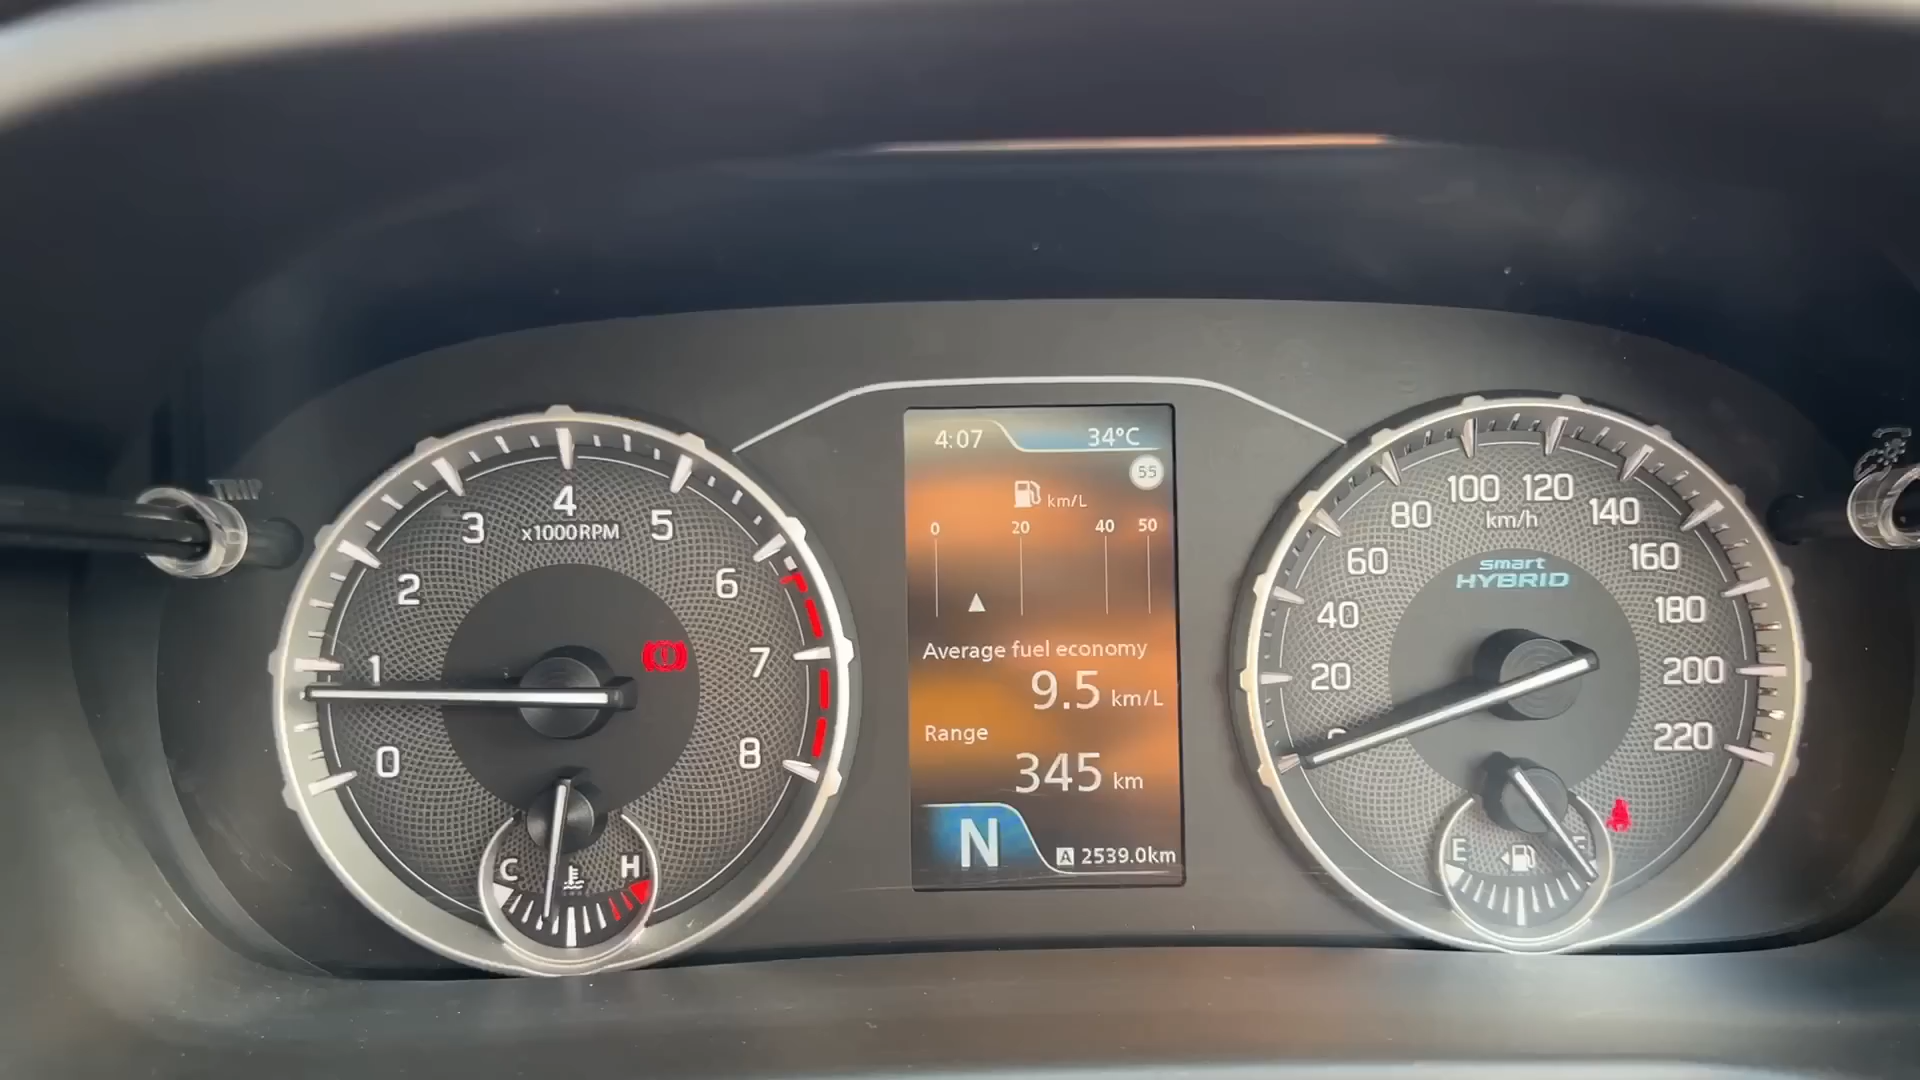 TRIP
0
1
2
3
4
5
6
7
8
x1000RPM
C
H
4:07
34°C
55
km/L
0 20 40 50
Average fuel economy
9.5 km/L
Range
345 km
N
A 2539.0km
20
40
60
80
100
120
140
160
180
200
220
km/h
smart
HYBRID
E